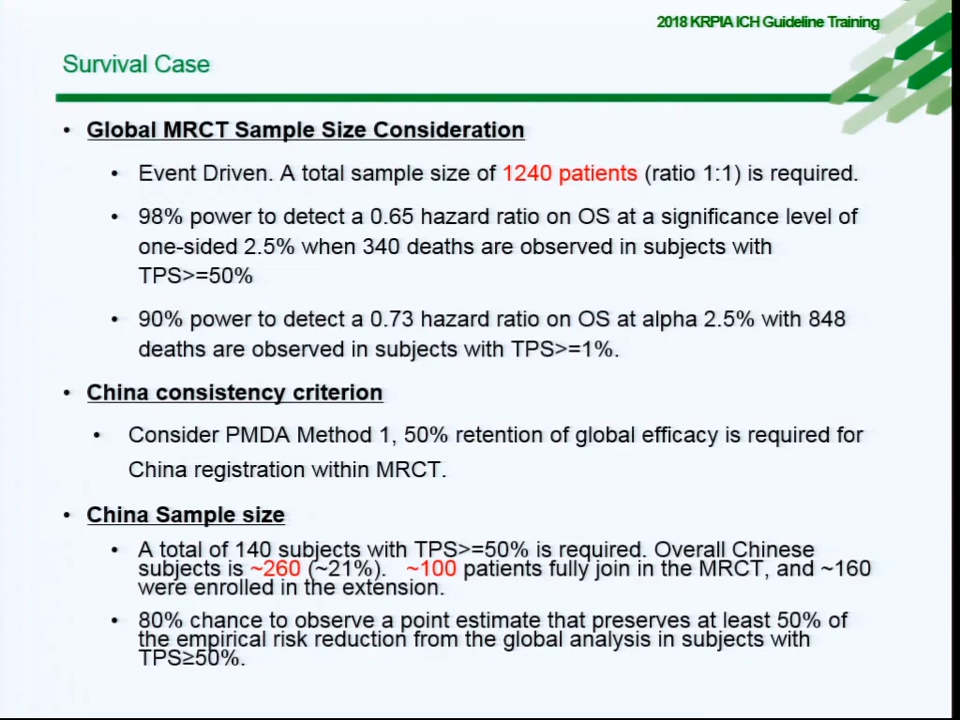 2018 KRPIA ICH Guideline Training
Survival Case
• Global MRCT Sample Size Consideration
• Event Driven. A total sample size of 1240 patients (ratio 1:1) is required.
• 98% power to detect a 0.65 hazard ratio on OS at a significance level of
one-sided 2.5% when 340 deaths are observed in subjects with
TPS>=50%
• 90% power to detect a 0.73 hazard ratio on OS at alpha 2.5% with 848
deaths are observed in subjects with TPS>=1%.
• China consistency criterion
• Consider PMDA Method 1, 50% retention of global efficacy is required for
China registration within MRCT.
• China Sample size
• A total of 140 subjects with TPS>=50% is required. Overall Chinese
subjects is ~260 (~21%). ~100 patients fully join in the MRCT, and ~160
were enrolled in the extension.
• 80% chance to observe a point estimate that preserves at least 50% of
the empirical risk reduction from the global analysis in subjects with
TPS≥50%.